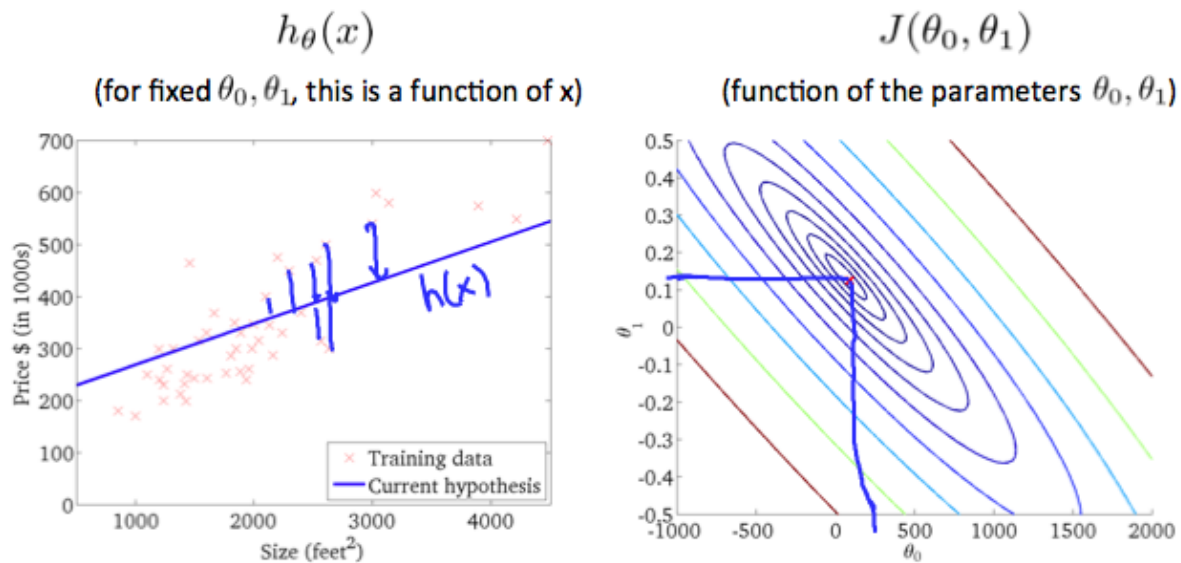 hθ(x)
(for fixed θ0, θ1, this is a function of x)
700
600
500
400
300
200
100
0
Price $ (in 1000s)
h(x)
Training data
Current hypothesis
1000
2000
3000
4000
Size (feet²)
J(θ0, θ1)
(function of the parameters θ0, θ1)
0.5
0.4
0.3
0.2
0.1
0
-0.1
-0.2
-0.3
-0.4
-0.5
θ1
-1000
-500
0
500
1000
1500
2000
θ0